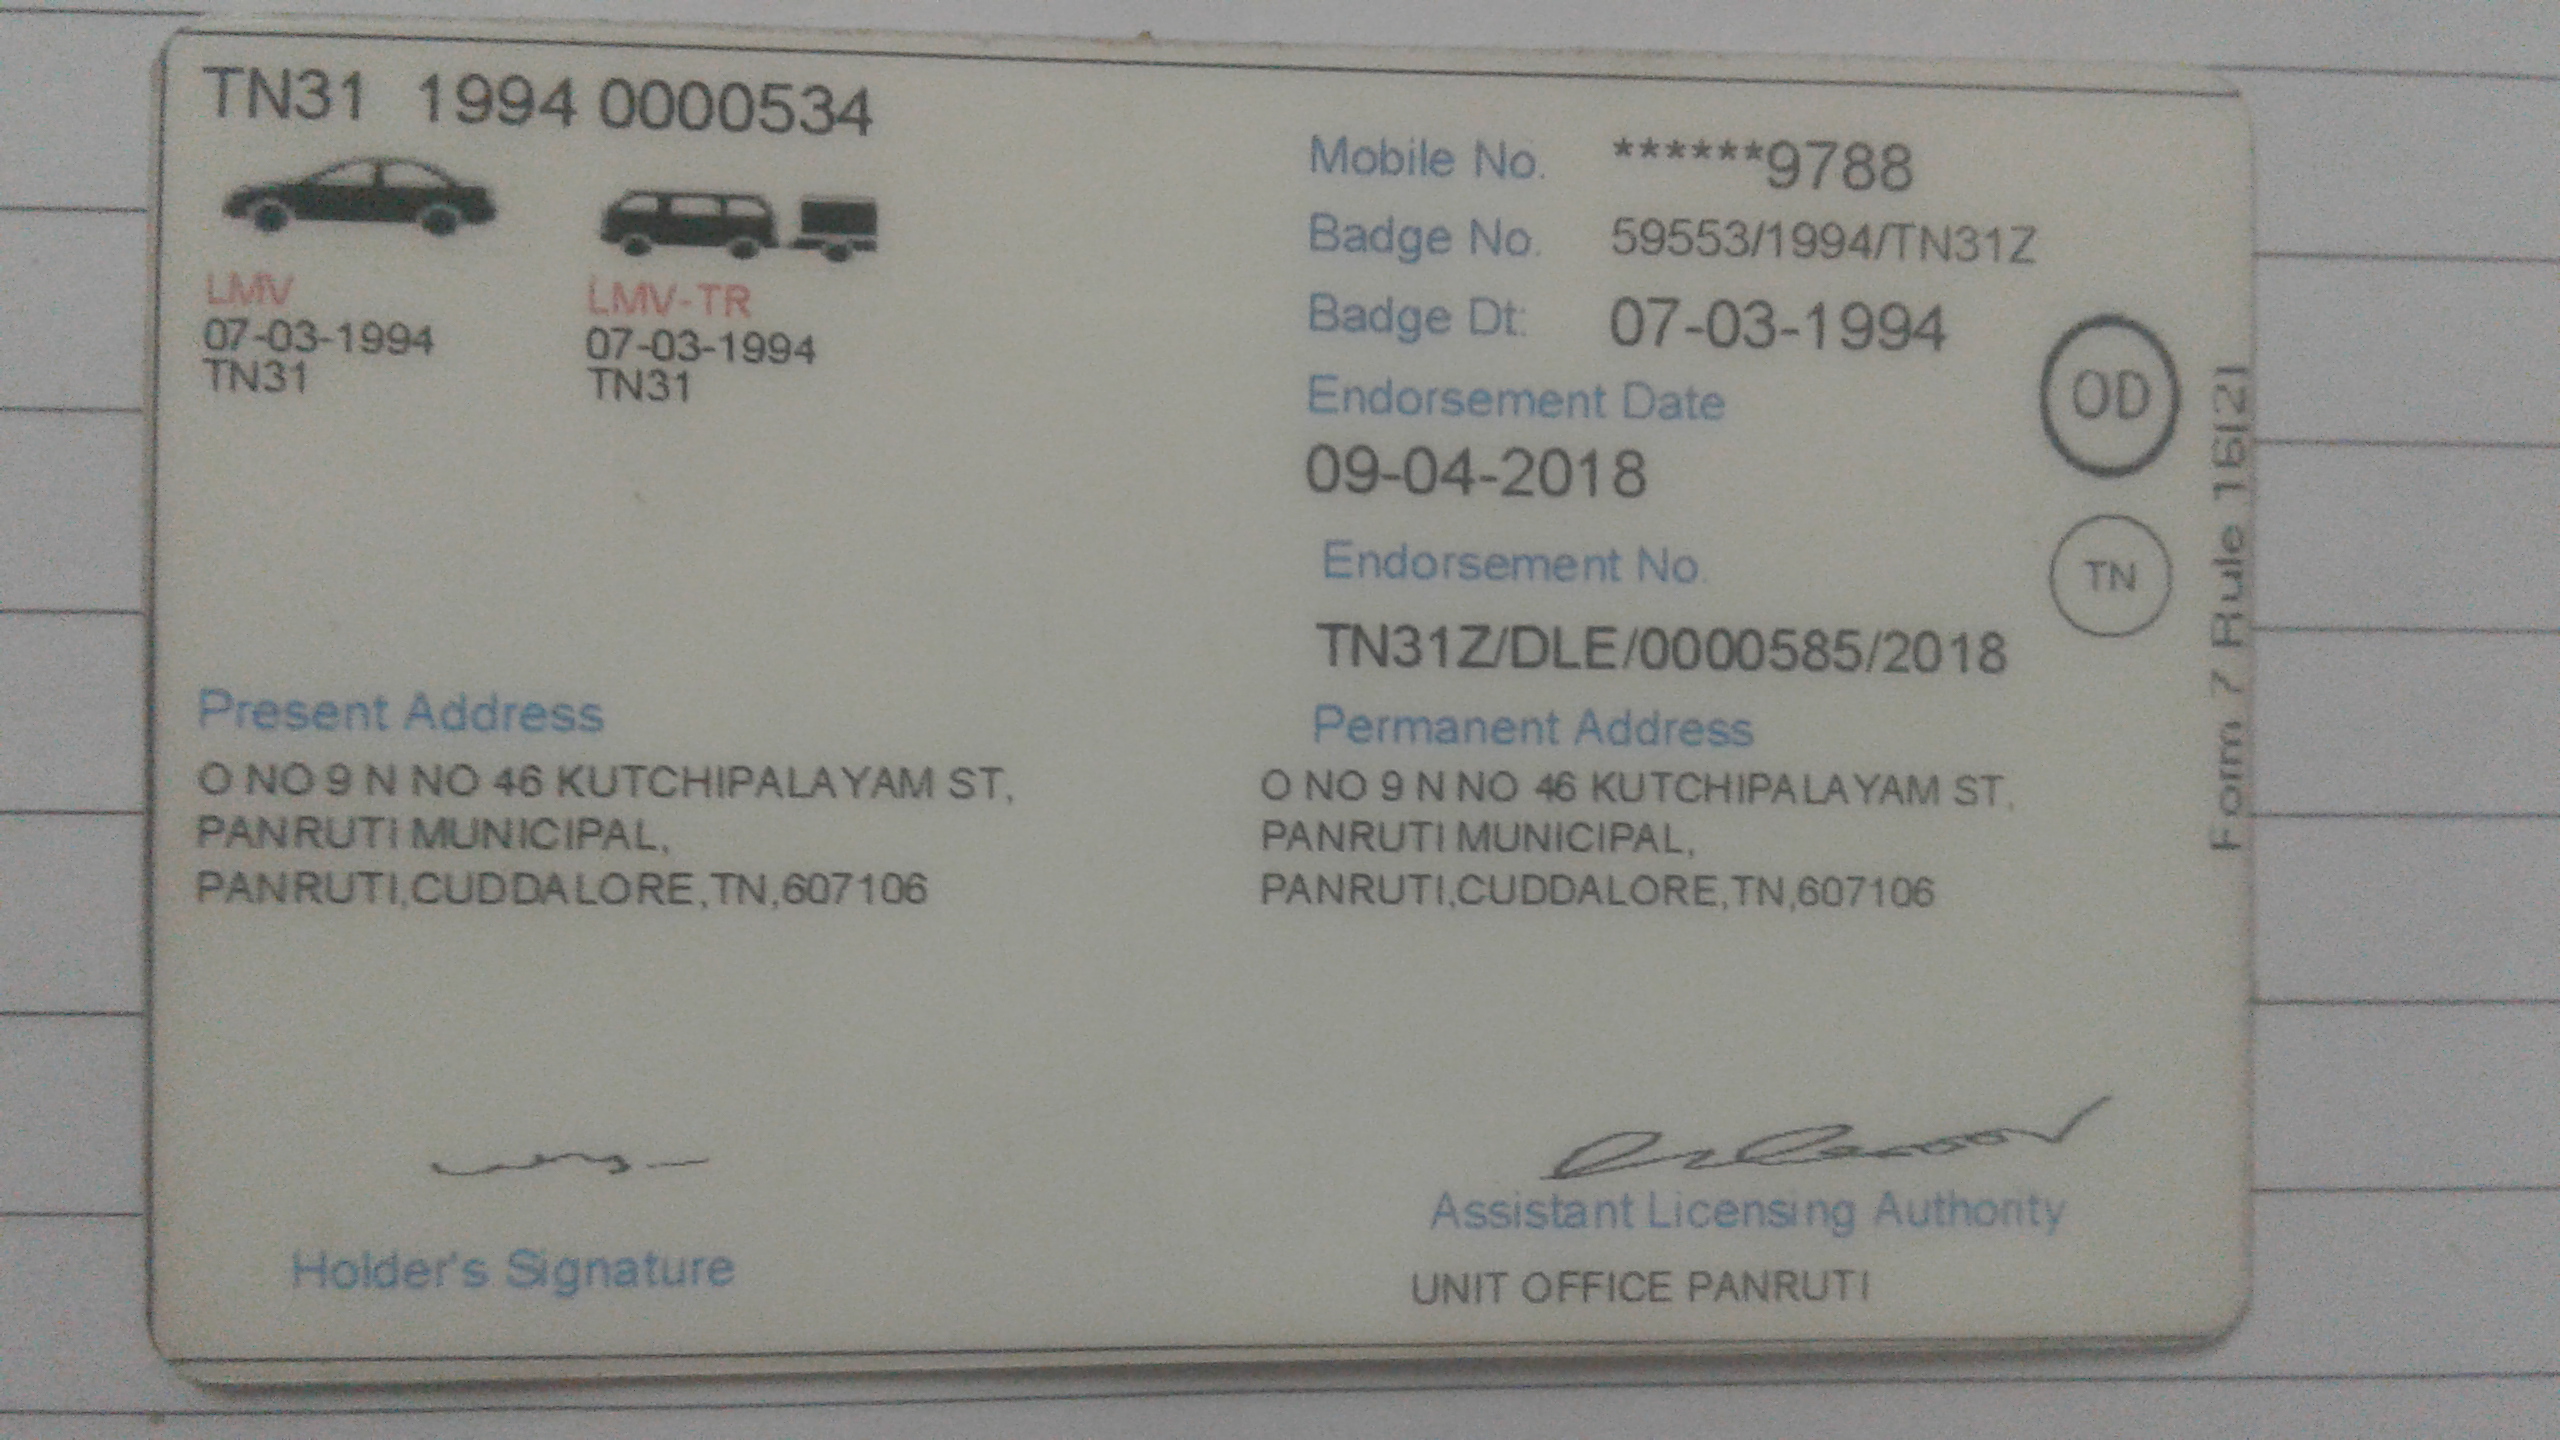 TN31 1994 0000534
LMV
07-03-1994
TN31
LMV-TR
07-03-1994
TN31
Mobile No. ******9788
Badge No. 59553/1994/TN31Z
Badge Dt: 07-03-1994
Endorsement Date
09-04-2018
Endorsement No.
TN31Z/DLE/0000585/2018
OD
TN
Form 7 Rule 16(2)
Present Address
O NO 9 N NO 46 KUTCHIPALAYAM ST,
PANRUTI MUNICIPAL,
PANRUTI,CUDDALORE,TN,607106
Permanent Address
O NO 9 N NO 46 KUTCHIPALAYAM ST,
PANRUTI MUNICIPAL,
PANRUTI,CUDDALORE,TN,607106
Holder's Signature
Assistant Licensing Authority
UNIT OFFICE PANRUTI